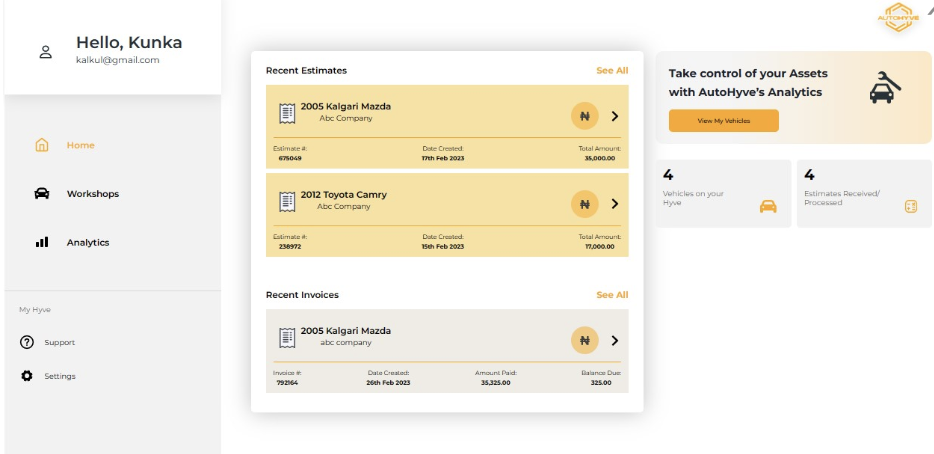 Hello, Kunka
kalkul@gmail.com
Home
Workshops
Analytics
My Hyve
Support
Settings
Recent Estimates
See All
2005 Kalgari Mazda
Abc Company
₦
Estimate #:
Date Created:
Total Amount:
675049
17th Feb 2023
35,000.00
2012 Toyota Camry
Abc Company
₦
Estimate #:
Date Created:
Total Amount:
238972
15th Feb 2023
17,000.00
Recent Invoices
See All
2005 Kalgari Mazda
abc company
₦
Invoice #:
Date Created:
Amount Paid:
Balance Due:
792164
26th Feb 2023
35,325.00
325.00
AUTOHYVE
Take control of your Assets
with AutoHyve's Analytics
View My Vehicles
4
Vehicles on your
Hyve
4
Estimates Received/
Processed